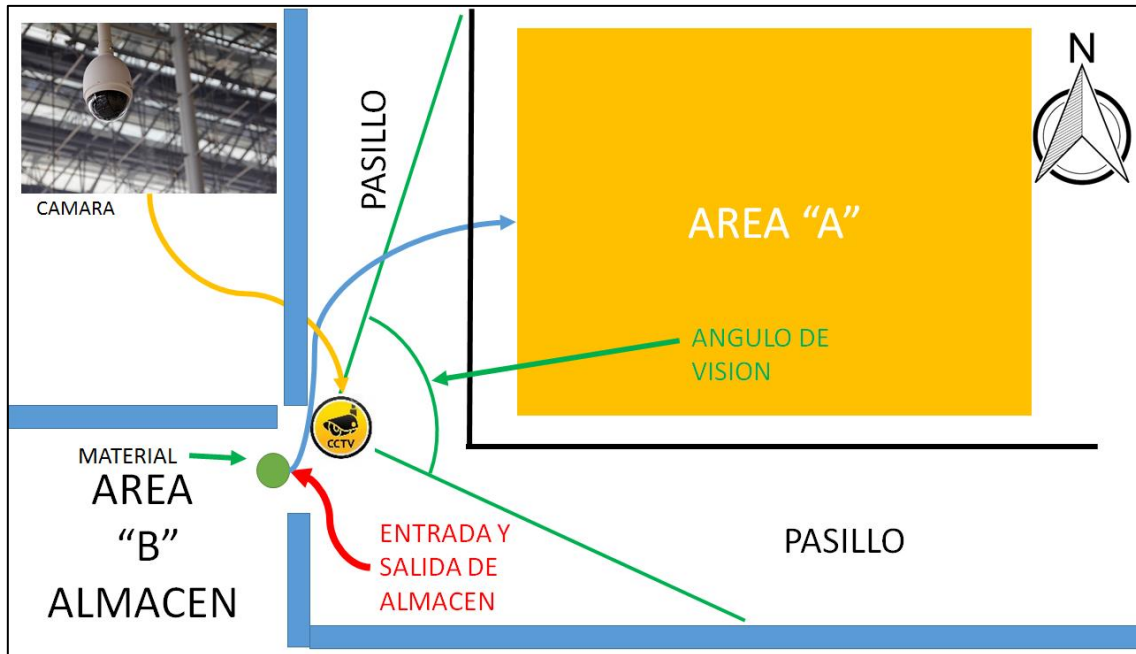 CAMARA
PASILLO
N
AREA “A”
ANGULO DE
VISION
CCTV
MATERIAL
AREA
“B”
ALMACEN
ENTRADA Y
SALIDA DE
ALMACEN
PASILLO